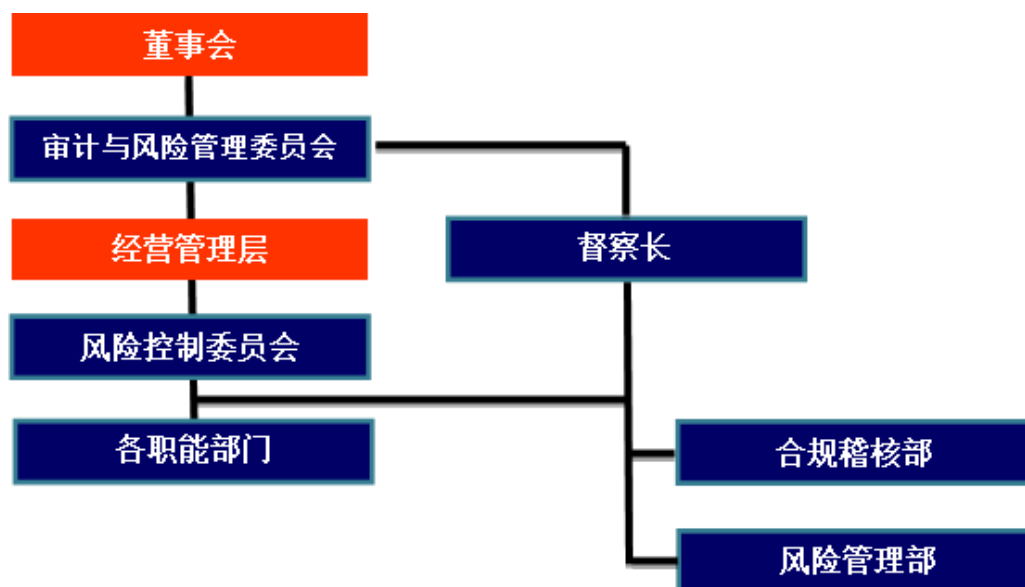 董事会
审计与风险管理委员会
经营管理层
督察长
风险控制委员会
各职能部门
合规稽核部
风险管理部